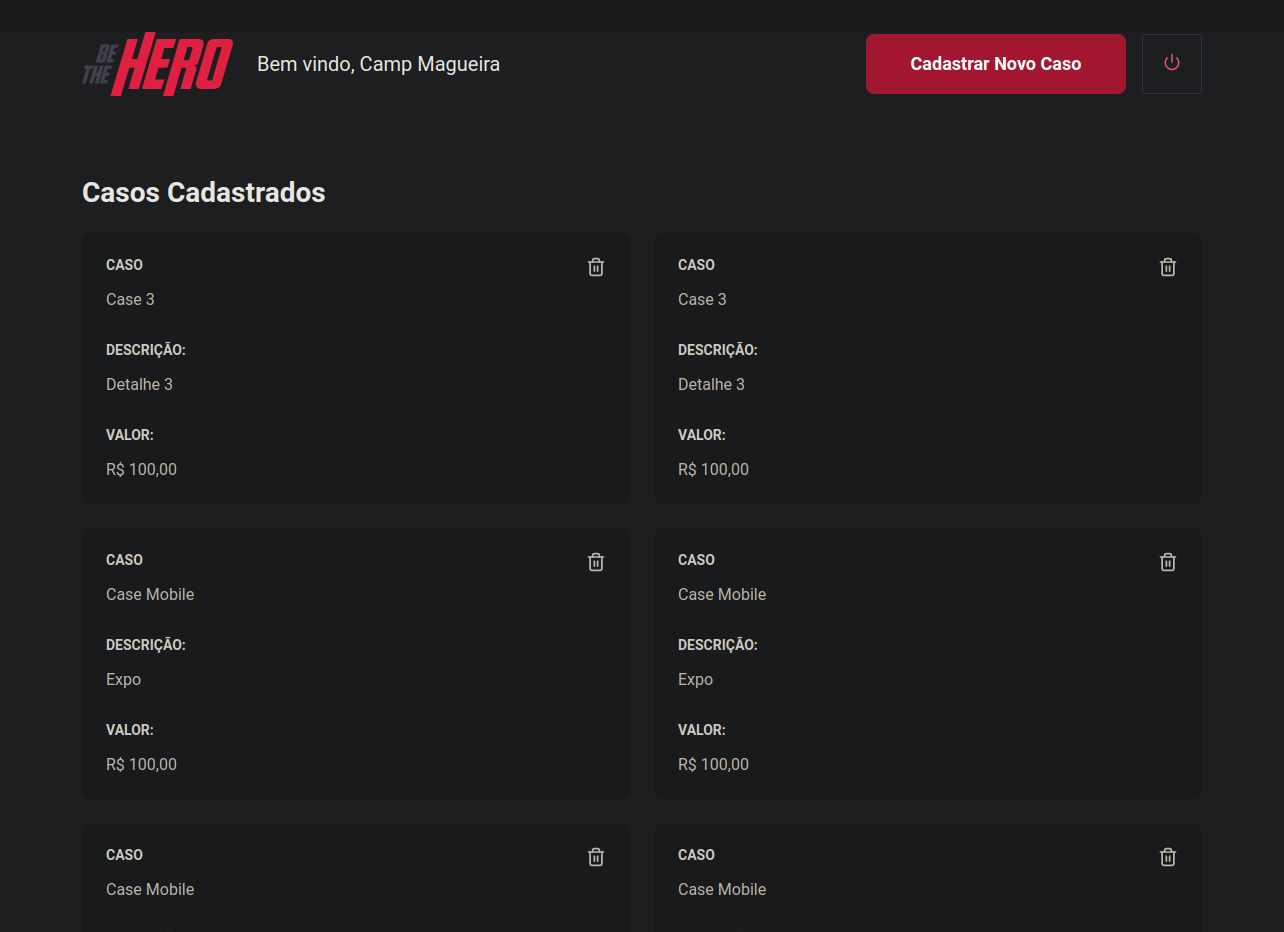 BE THE HERO
Bem vindo, Camp Magueira
Cadastrar Novo Caso
Casos Cadastrados
CASO
Case 3
DESCRIÇÃO:
Detalhe 3
VALOR:
R$ 100,00
CASO
Case 3
DESCRIÇÃO:
Detalhe 3
VALOR:
R$ 100,00
CASO
Case Mobile
DESCRIÇÃO:
Expo
VALOR:
R$ 100,00
CASO
Case Mobile
DESCRIÇÃO:
Expo
VALOR:
R$ 100,00
CASO
Case Mobile
CASO
Case Mobile